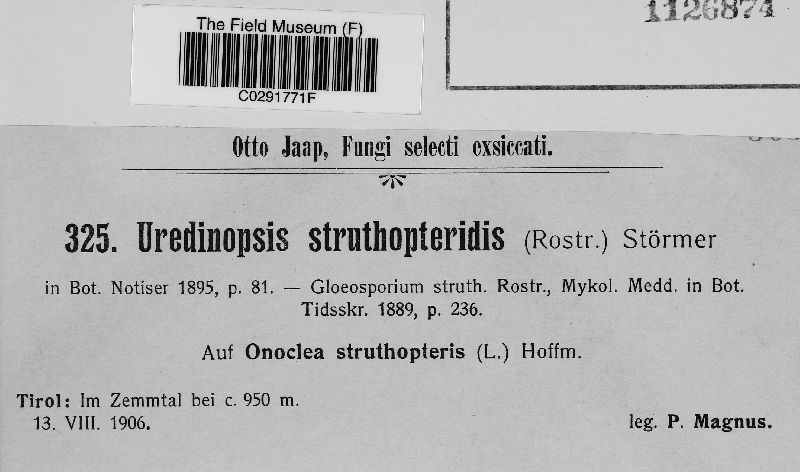 1126874
The Field Museum (F)
C0291771F
Otto Jaap, Fungi selecti exsiccati.
325. Uredinopsis struthopteridis (Rostr.) Störmer
in Bot. Notiser 1895, p. 81. — Gloeosporium struth. Rostr., Mykol. Medd. in Bot.
Tidsskr. 1889, p. 236.
Auf Onoclea struthopteris (L.) Hoffm.
Tirol: Im Zemmtal bei c. 950 m.
13. VIII. 1906.
leg. P. Magnus.